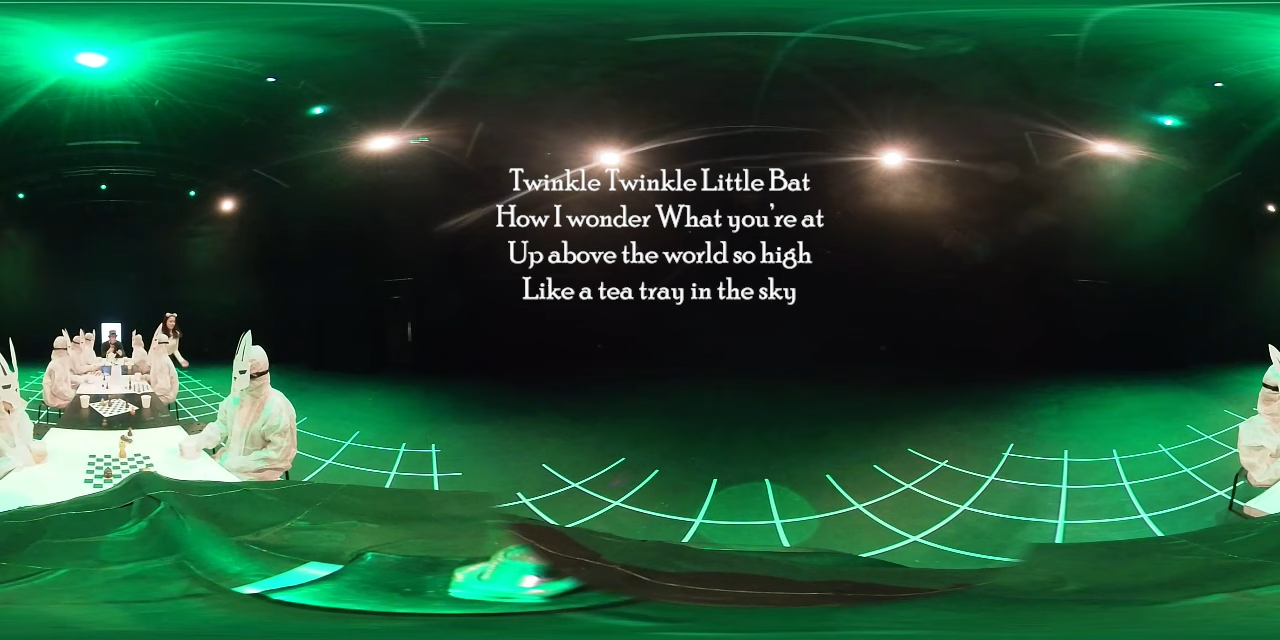 Twinkle Twinkle Little Bat
How I wonder What you're at
Up above the world so high
Like a tea tray in the sky